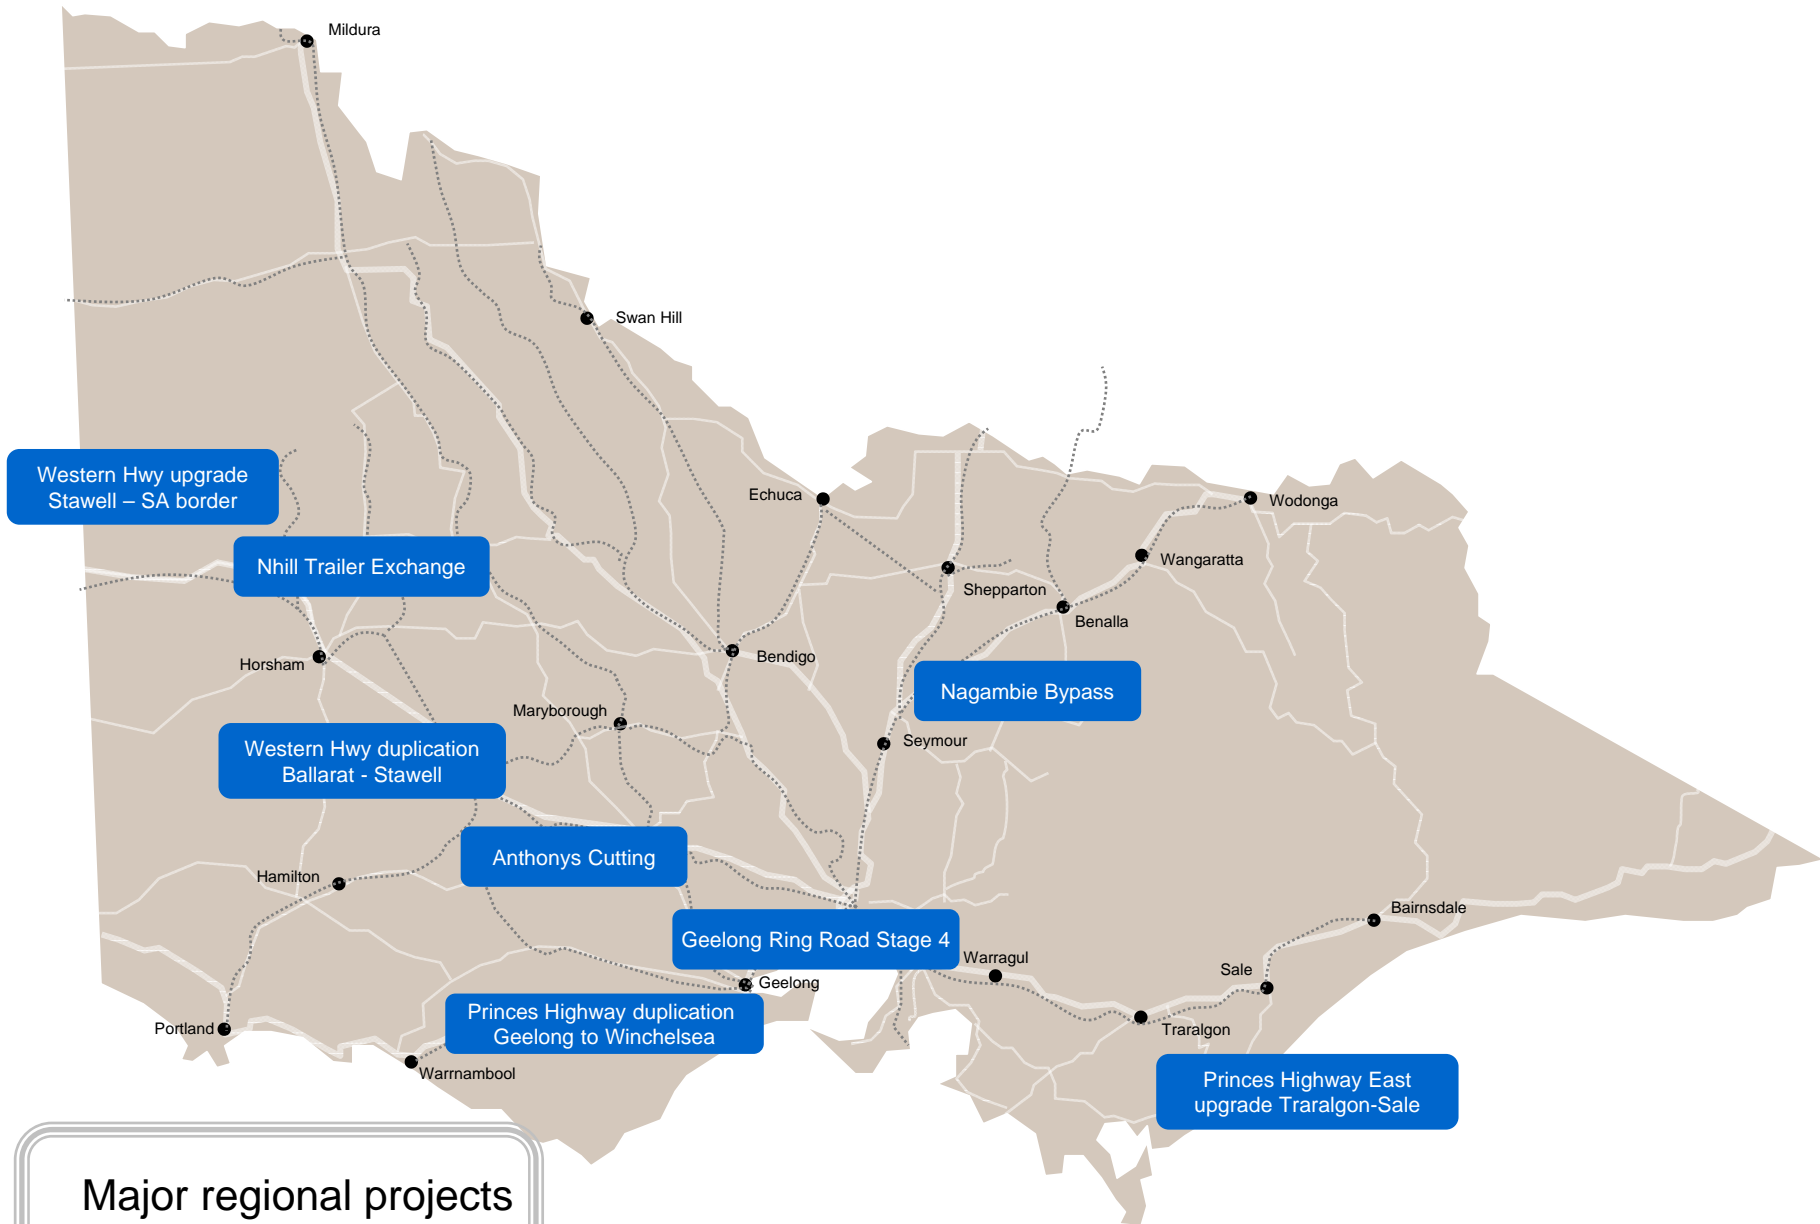 Mildura
Swan Hill
Western Hwy upgrade
Stawell – SA border
Echuca
Wodonga
Nhill Trailer Exchange
Wangaratta
Shepparton
Benalla
Horsham
Bendigo
Nagambie Bypass
Maryborough
Seymour
Western Hwy duplication
Ballarat - Stawell
Anthonys Cutting
Hamilton
Bairnsdale
Geelong Ring Road Stage 4
Warragul
Sale
Geelong
Princes Highway duplication
Geelong to Winchelsea
Portland
Traralgon
Warrnambool
Princes Highway East
upgrade Traralgon-Sale
Major regional projects